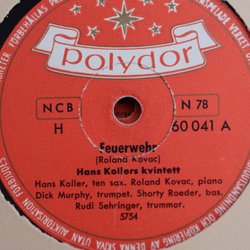 polydor
NCB
N 78
H
60 041 A
Feuerwehr
(Roland Kovac)
Hans Kollers kvintett
Hans Koller, ten sax. Roland Kovac, piano
Dick Murphy, trumpet. Shorty Roeder, bas.
Rudi Sehringer, trummor.
5754